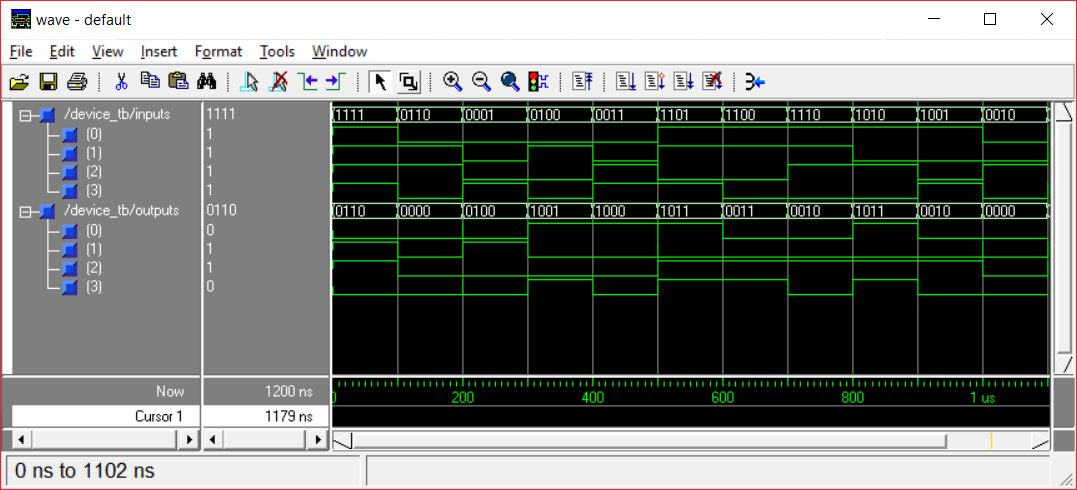 wave - default
File Edit View Insert Format Tools Window
/device_tb/inputs 1111 1111 0110 0001 0100 0011 1101 1100 1110 1010 1001 0010
(0) 1
(1) 1
(2) 1
(3) 1
/device_tb/outputs 0110 0110 0000 0100 1001 1000 1011 0011 0010 1011 0010 0000
(0) 0
(1) 1
(2) 1
(3) 0
Now 1200 ns 0 200 400 600 800 1 us
Cursor 1 1179 ns
0 ns to 1102 ns